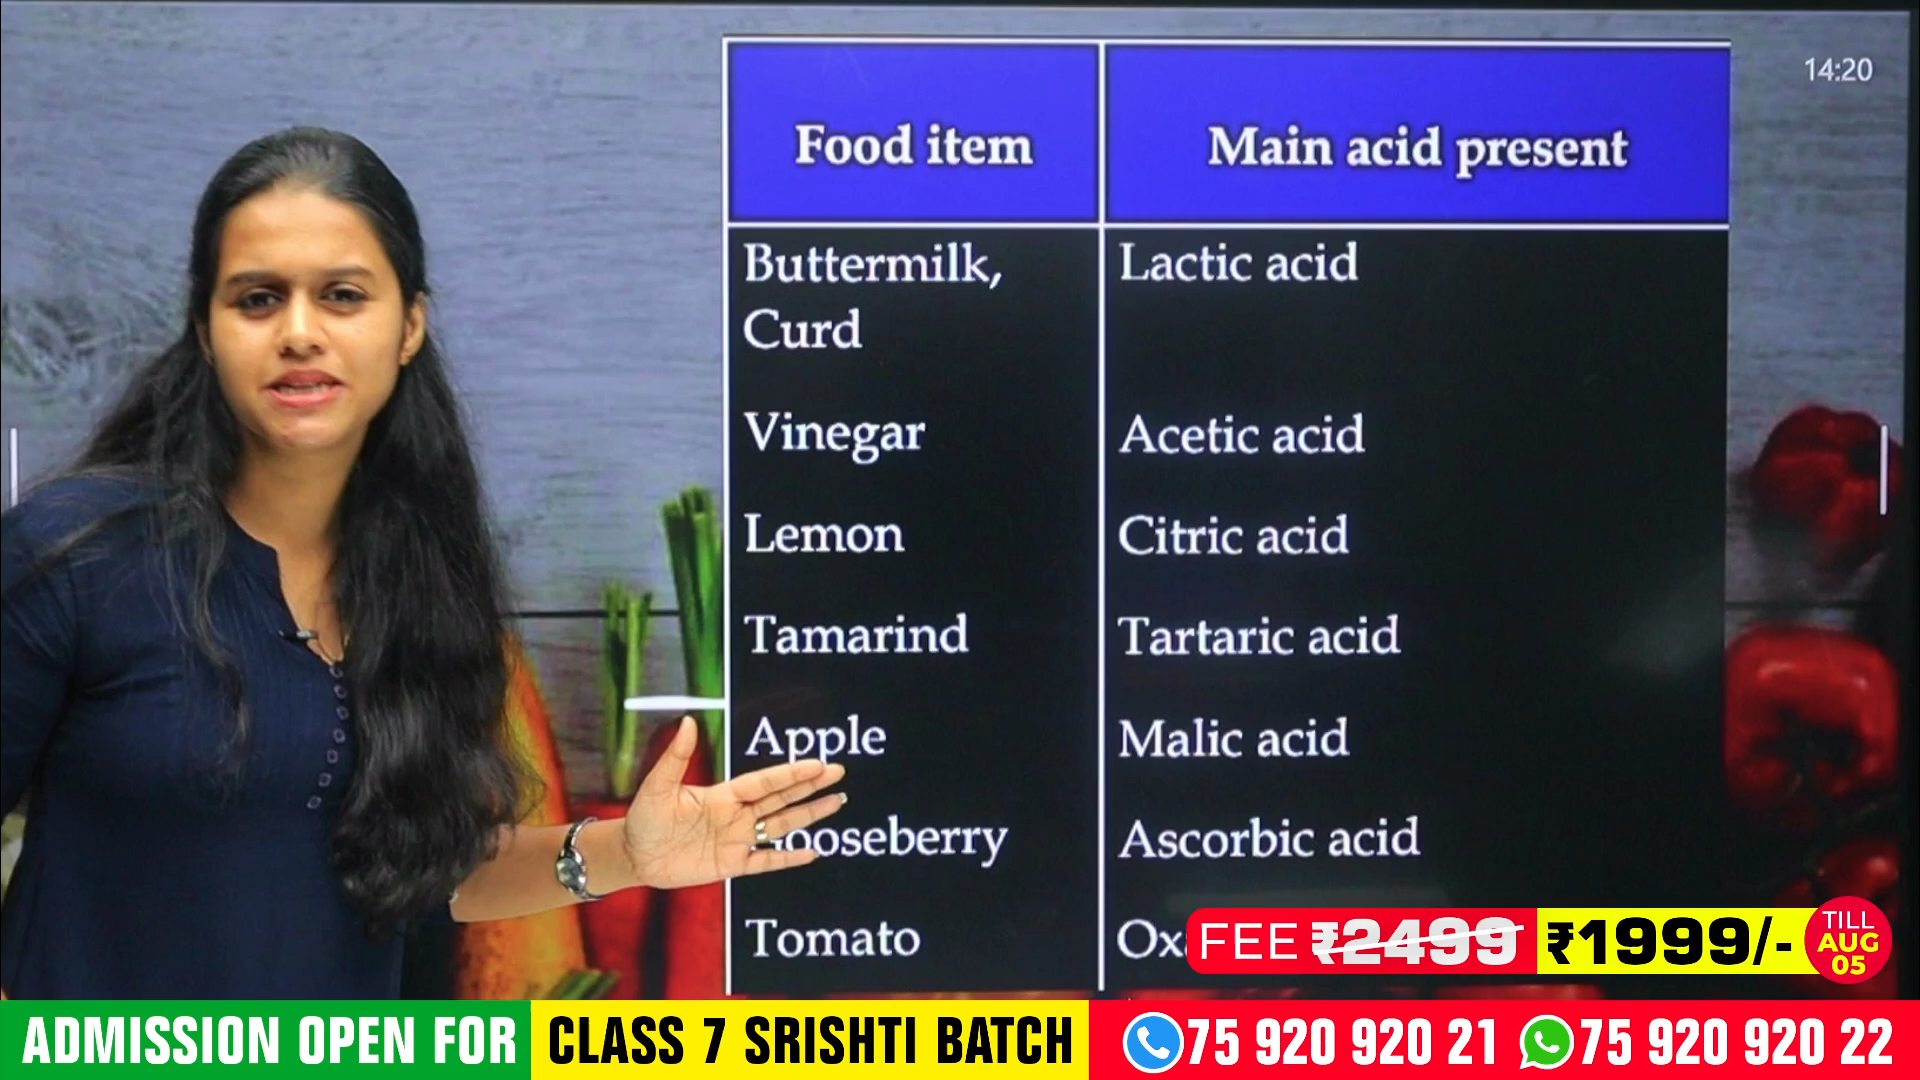 14:20
Food item Main acid present
Buttermilk, Lactic acid
Curd
Vinegar Acetic acid
Lemon Citric acid
Tamarind Tartaric acid
Apple Malic acid
Gooseberry Ascorbic acid
Tomato
FEE ₹2499 ₹1999/- TILL AUG 05
ADMISSION OPEN FOR CLASS 7 SRISHTI BATCH 75 920 920 21 75 920 920 22